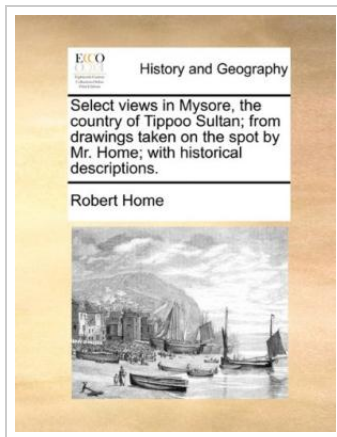 ECCO
History and Geography
Select views in Mysore, the
country of Tippoo Sultan; from
drawings taken on the spot by
Mr. Home; with historical
descriptions.
Robert Home